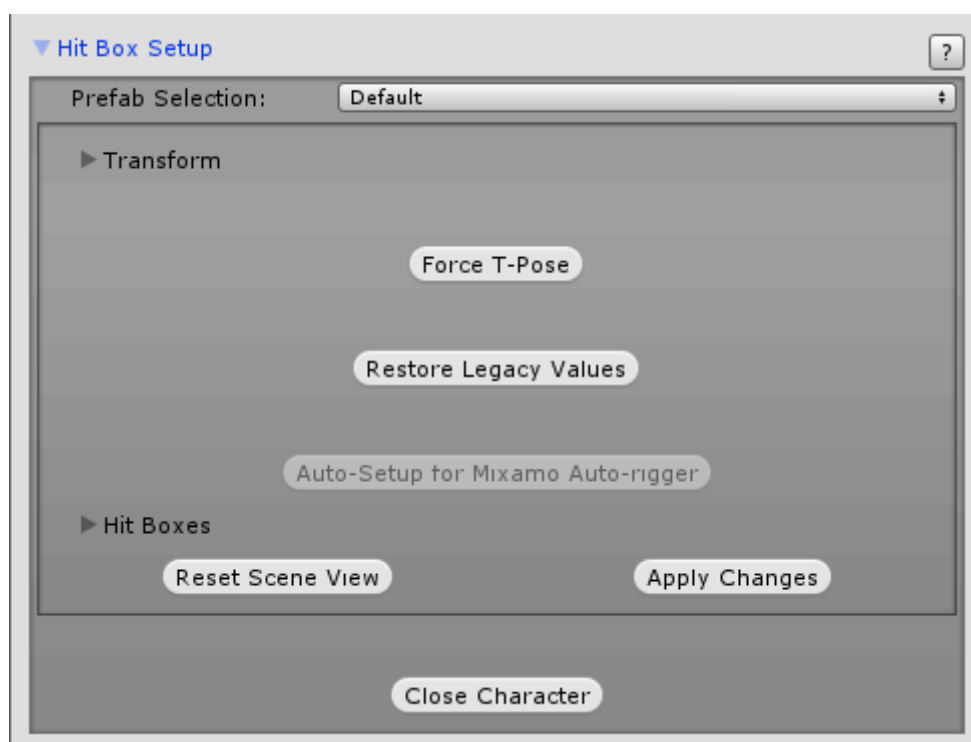 Hit Box Setup ?
Prefab Selection: Default
Transform
Force T-Pose
Restore Legacy Values
Auto-Setup for Mixamo Auto-rigger
Hit Boxes
Reset Scene View Apply Changes
Close Character